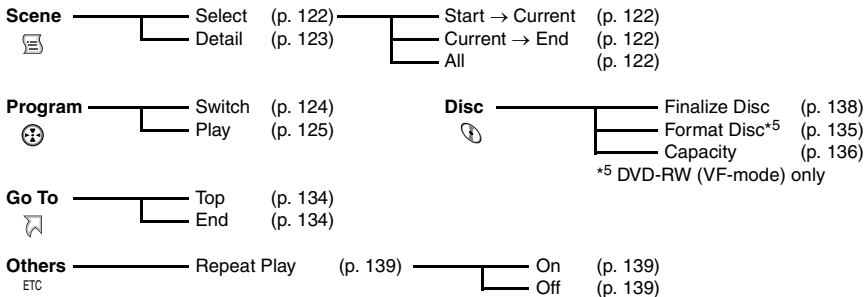 Scene Select (p. 122) Start → Current (p. 122)
Detail (p. 123) Current → End (p. 122)
All (p. 122)
Program Switch (p. 124) Disc Finalize Disc (p. 138)
Play (p. 125) Format Disc*5 (p. 135)
Capacity (p. 136)
*5 DVD-RW (VF-mode) only
Go To Top (p. 134)
End (p. 134)
Others Repeat Play (p. 139) On (p. 139)
ETC Off (p. 139)